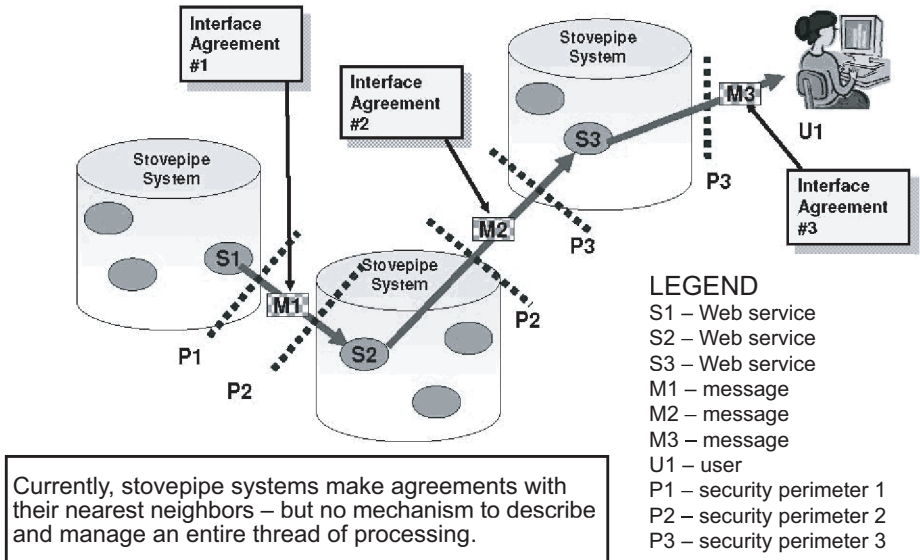 Interface
Agreement
#1
Interface
Agreement
#2
Stovepipe
System
S3
M3
U1
P3
Interface
Agreement
#3
Stovepipe
System
S1
M1
P1
P2
M2
P3
P2
Stovepipe
System
S2
LEGEND
S1 – Web service
S2 – Web service
S3 – Web service
M1 – message
M2 – message
M3 – message
U1 – user
P1 – security perimeter 1
P2 – security perimeter 2
P3 – security perimeter 3
Currently, stovepipe systems make agreements with
their nearest neighbors – but no mechanism to describe
and manage an entire thread of processing.